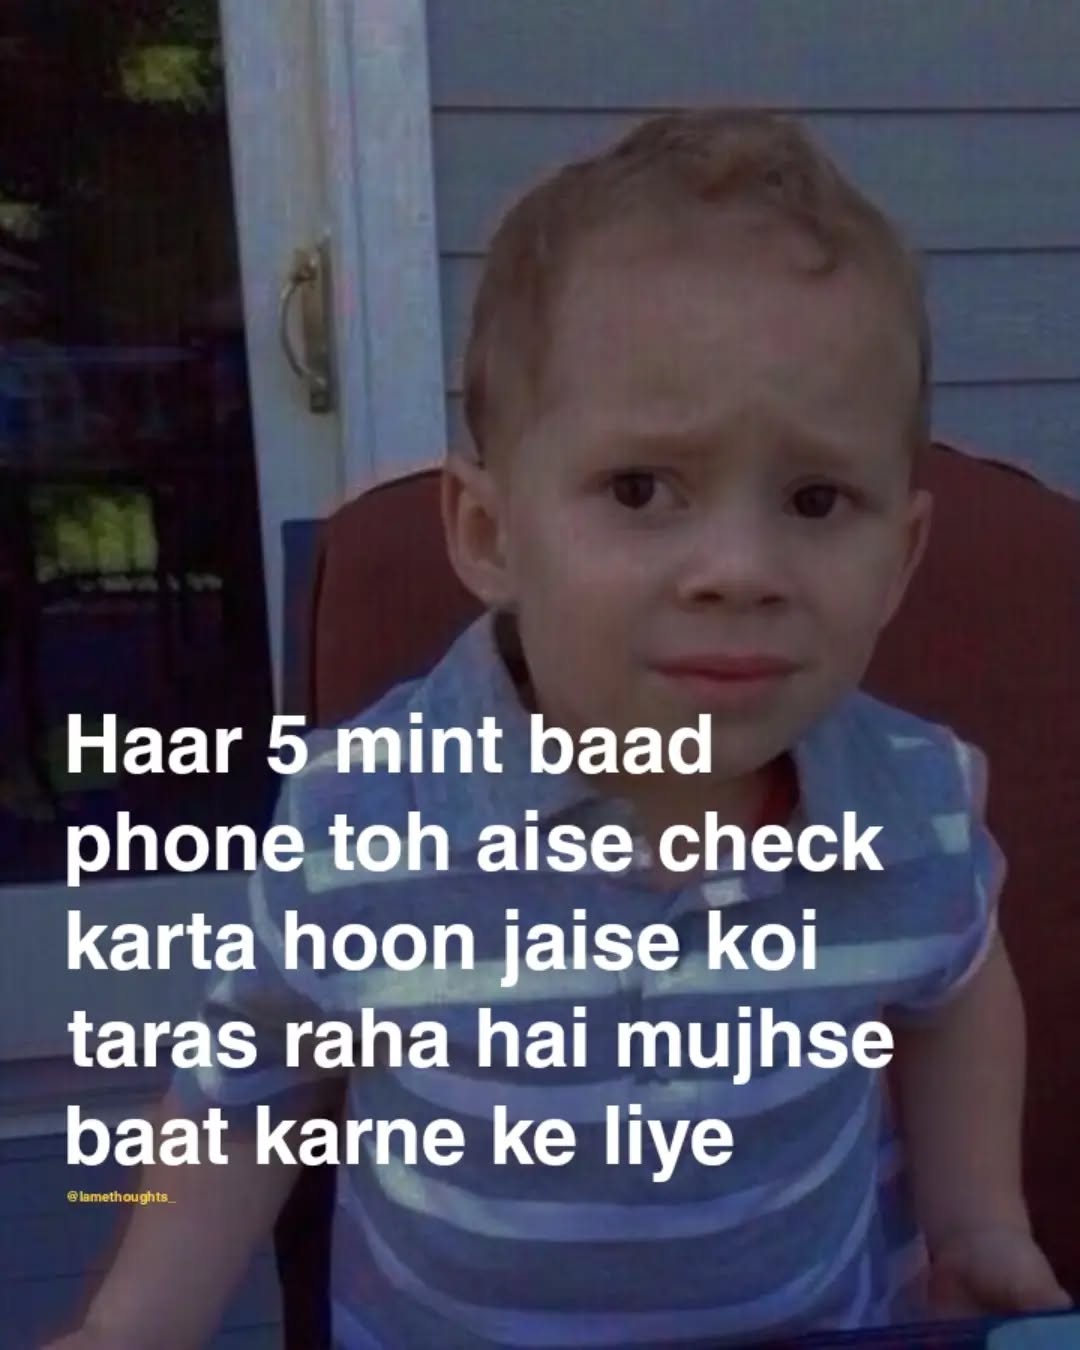 Haar 5 mint baad
phone toh aise check
karta hoon jaise koi
taras raha hai mujhse
baat karne ke liye
@lamethoughts_